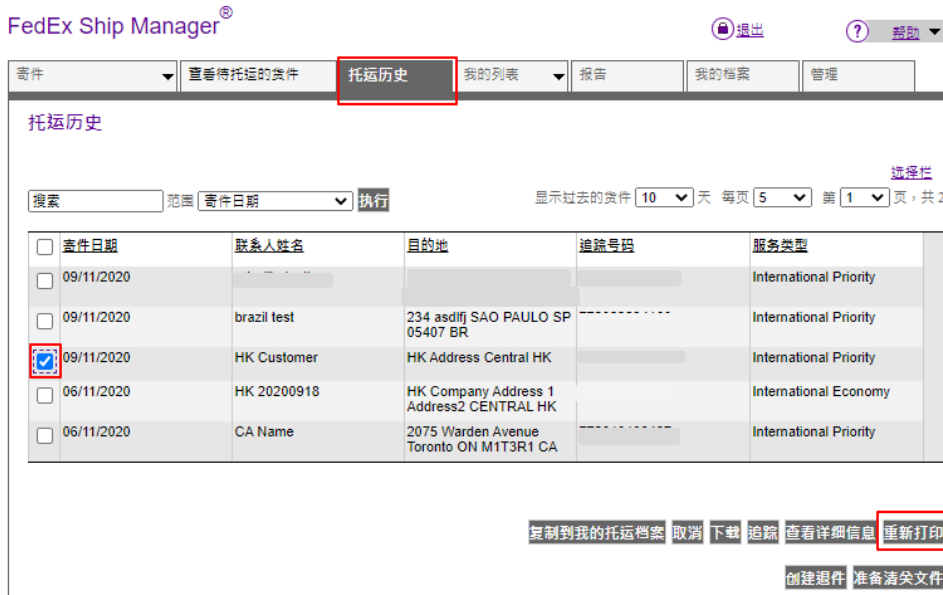 FedEx Ship Manager®
退出 ? 帮助
寄件 查看待托运的货件 托运历史 我的列表 报告 我的档案 管理
托运历史
选择栏
搜索 范围 寄件日期 执行 显示过去的货件 10 天 每页 5 第 1 页，共 2
寄件日期 联系人姓名 目的地 追踪号码 服务类型
09/11/2020 International Priority
09/11/2020 brazil test 234 asdlfj SAO PAULO SP International Priority
05407 BR
09/11/2020 HK Customer HK Address Central HK International Priority
06/11/2020 HK 20200918 HK Company Address 1 International Economy
Address2 CENTRAL HK
06/11/2020 CA Name 2075 Warden Avenue International Priority
Toronto ON M1T3R1 CA
复制到我的托运档案 取消 下载 追踪 查看详细信息 重新打印
创建退件 准备清关文件